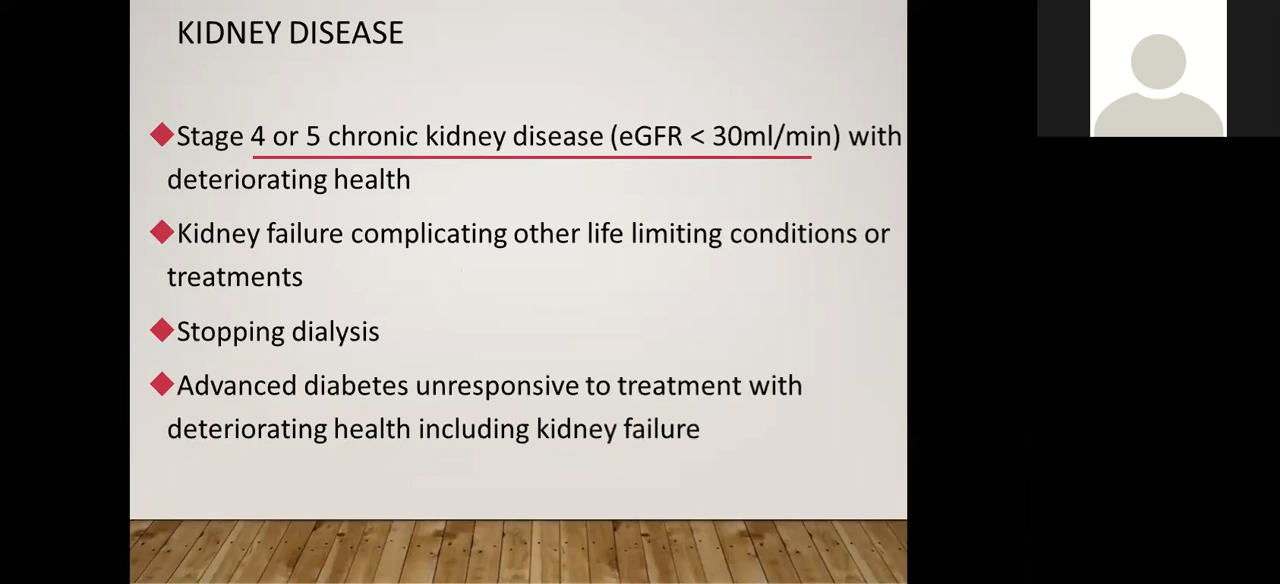 KIDNEY DISEASE
Stage 4 or 5 chronic kidney disease (eGFR < 30ml/min) with
deteriorating health
Kidney failure complicating other life limiting conditions or
treatments
Stopping dialysis
Advanced diabetes unresponsive to treatment with
deteriorating health including kidney failure